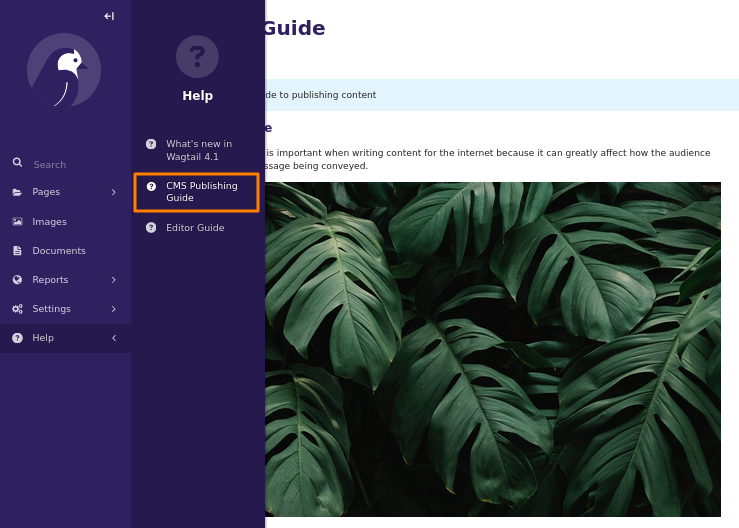 Search
Pages
Images
Documents
Reports
Settings
Help
?
Help
What's new in
Wagtail 4.1
CMS Publishing
Guide
Editor Guide
Guide
de to publishing content
e
is important when writing content for the internet because it can greatly affect how the audience
ssage being conveyed.